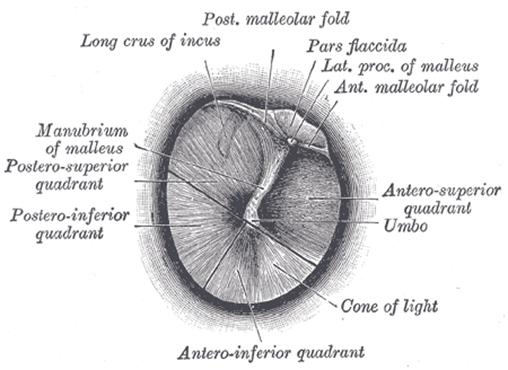 Post. malleolar fold
Long crus of incus
Pars flaccida
Lat. proc. of malleus
Ant. malleolar fold
Manubrium
of malleus
Postero-superior
quadrant
Postero-inferior
quadrant
Antero-superior
quadrant
Umbo
Cone of light
Antero-inferior quadrant